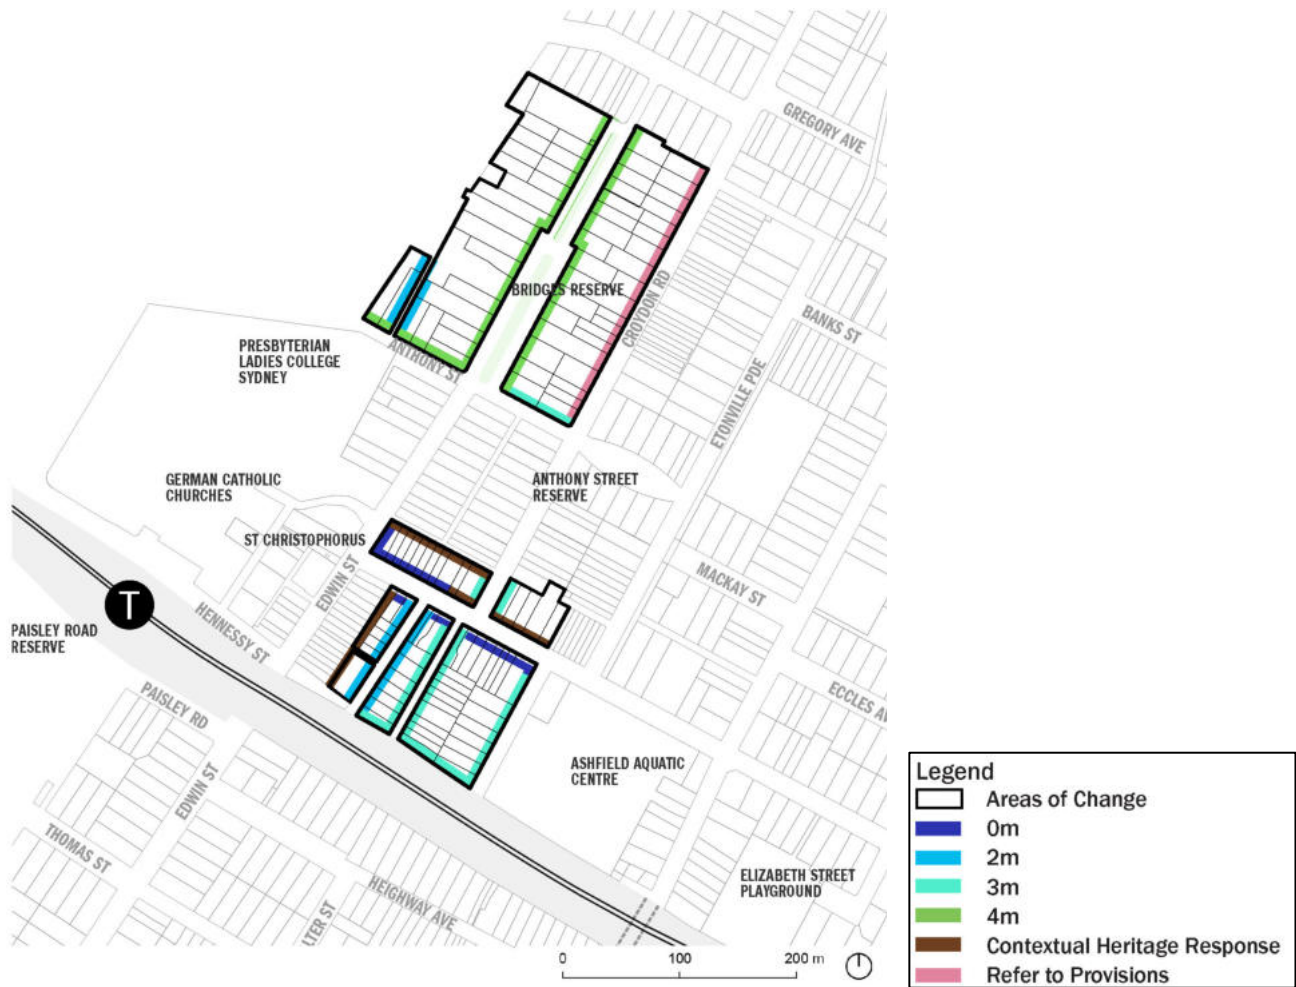 GREGORY AVE
BRIDGES RESERVE
CROYDON RD
BANKS ST
PRESBYTERIAN
LADIES COLLEGE
SYDNEY
ANTHONY ST
ETONVILLE PDE
GERMAN CATHOLIC
CHURCHES
ANTHONY STREET
RESERVE
ST CHRISTOPHORUS
EDWIN ST
MACKAY ST
T
HENNESSY ST
PAISLEY ROAD
RESERVE
PAISLEY RD
ECCLES AV
ASHFIELD AQUATIC
CENTRE
EDWIN ST
THOMAS ST
HEIGHWAY AVE
LTER ST
ELIZABETH STREET
PLAYGROUND
0
100
200 m
Legend
Areas of Change
0m
2m
3m
4m
Contextual Heritage Response
Refer to Provisions